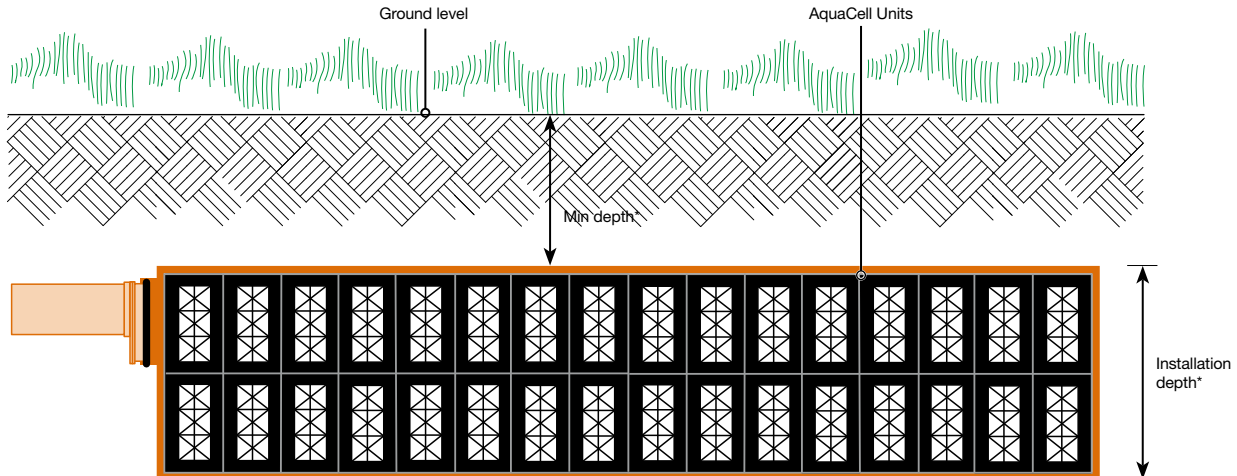 Ground level
AquaCell Units
Min depth*
Installation
depth*